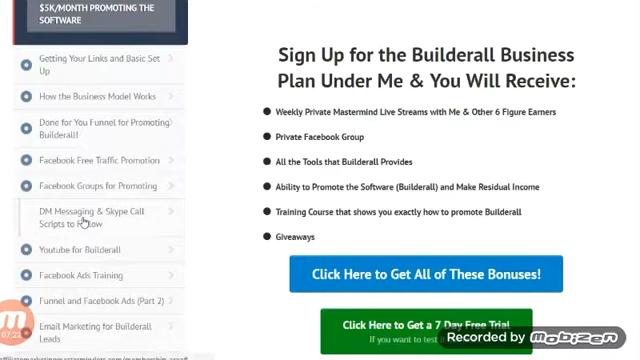 $5K/MONTH PROMOTING THE
SOFTWARE
Getting Your Links and Basic Set
Up
How the Business Model Works
Done for You Funnel for Promoting
Builderall!
Facebook Free Traffic Promotion
Facebook Groups for Promoting
DM Messaging & Skype Call
Scripts to Follow
Youtube for Builderall
Facebook Ads Training
Funnel and Facebook Ads (Part 2)
Email Marketing for Builderall
Leads
07:22
Sign Up for the Builderall Business
Plan Under Me & You Will Receive:
Weekly Private Mastermind Live Streams with Me & Other 6 Figure Earners
Private Facebook Group
All the Tools that Builderall Provides
Ability to Promote the Software (Builderall) and Make Residual Income
Training Course that shows you exactly how to promote Builderall
Giveaways
Click Here to Get All of These Bonuses!
Click Here to Get a 7 Day Free Trial
If you want to test it
Recorded by Mobizen